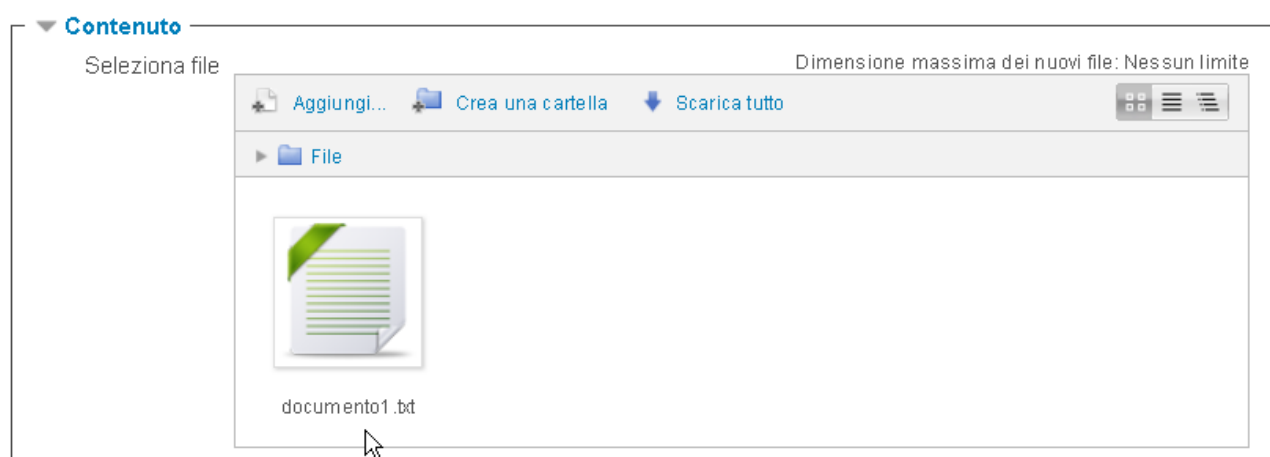 Contenuto
Seleziona file
Dimensione massima dei nuovi file: Nessun limite
Aggiungi... Crea una cartella Scarica tutto
File
documento1.txt